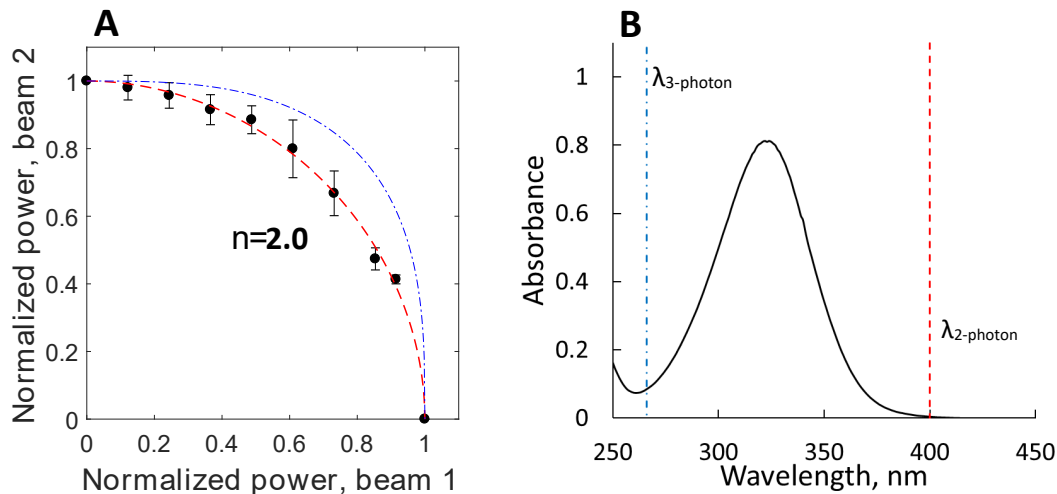 A
Normalized power, beam 2
1
0.8
0.6
0.4
0.2
0
n=2.0
0 0.2 0.4 0.6 0.8 1
Normalized power, beam 1
B
Absorbance
1
0.8
0.6
0.4
0.2
0
λ3-photon
λ2-photon
250 300 350 400 450
Wavelength, nm